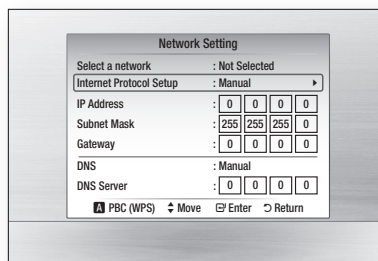 Network Setting
Select a network : Not Selected
Internet Protocol Setup : Manual
IP Address : 0 0 0 0
Subnet Mask : 255 255 255 0
Gateway : 0 0 0 0
DNS : Manual
DNS Server : 0 0 0 0
A PBC (WPS) Move Enter Return